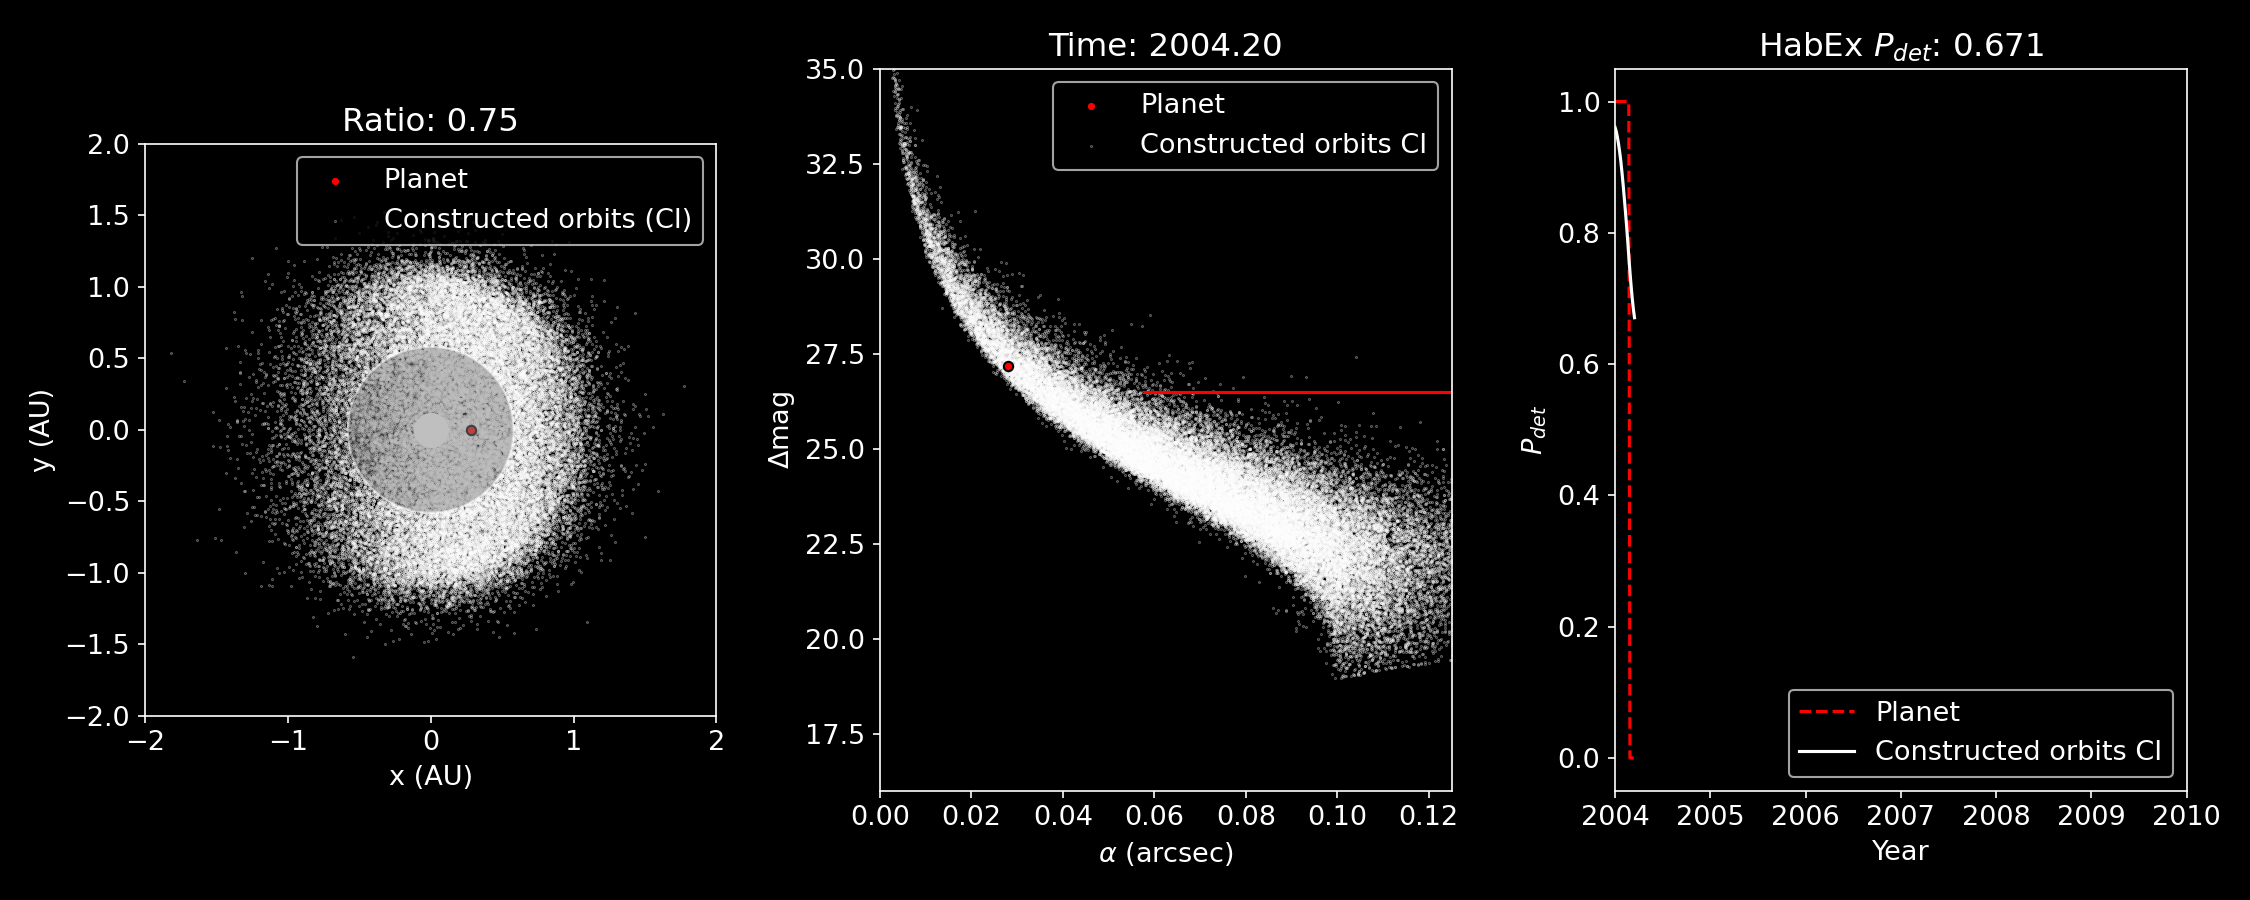 Ratio: 0.75
Planet
Constructed orbits (CI)
2.0
1.5
1.0
0.5
0.0
−0.5
−1.0
−1.5
−2.0
y (AU)
−2
−1
0
1
2
x (AU)
Time: 2004.20
Planet
Constructed orbits CI
35.0
32.5
30.0
27.5
25.0
22.5
20.0
17.5
Δmag
0.00
0.02
0.04
0.06
0.08
0.10
0.12
α (arcsec)
HabEx P_det: 0.671
1.0
0.8
0.6
0.4
0.2
0.0
P_det
Planet
Constructed orbits CI
2004
2005
2006
2007
2008
2009
2010
Year